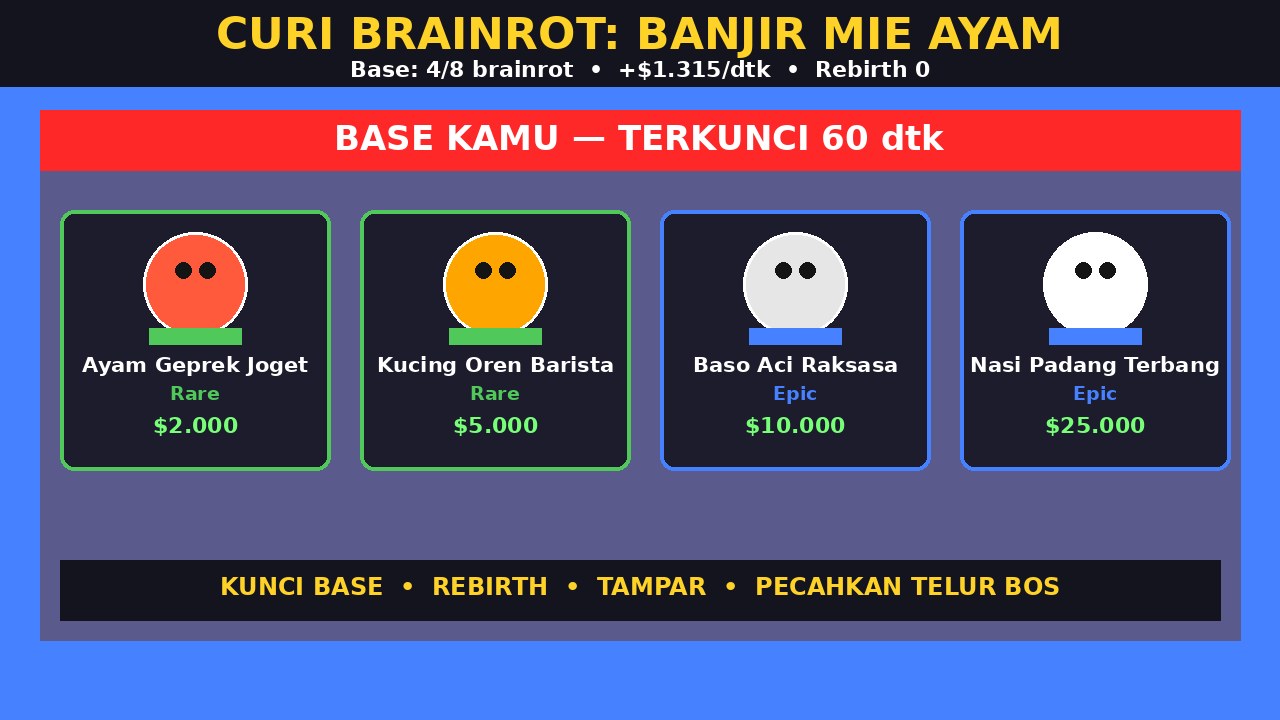 CURI BRAINROT: BANJIR MIE AYAM
Base: 4/8 brainrot • +$1.315/dtk • Rebirth 0
BASE KAMU — TERKUNCI 60 dtk
Ayam Geprek Joget
Rare
$2.000
Kucing Oren Barista
Rare
$5.000
Baso Aci Raksasa
Epic
$10.000
Nasi Padang Terbang
Epic
$25.000
KUNCI BASE • REBIRTH • TAMPAR • PECAHKAN TELUR BOS